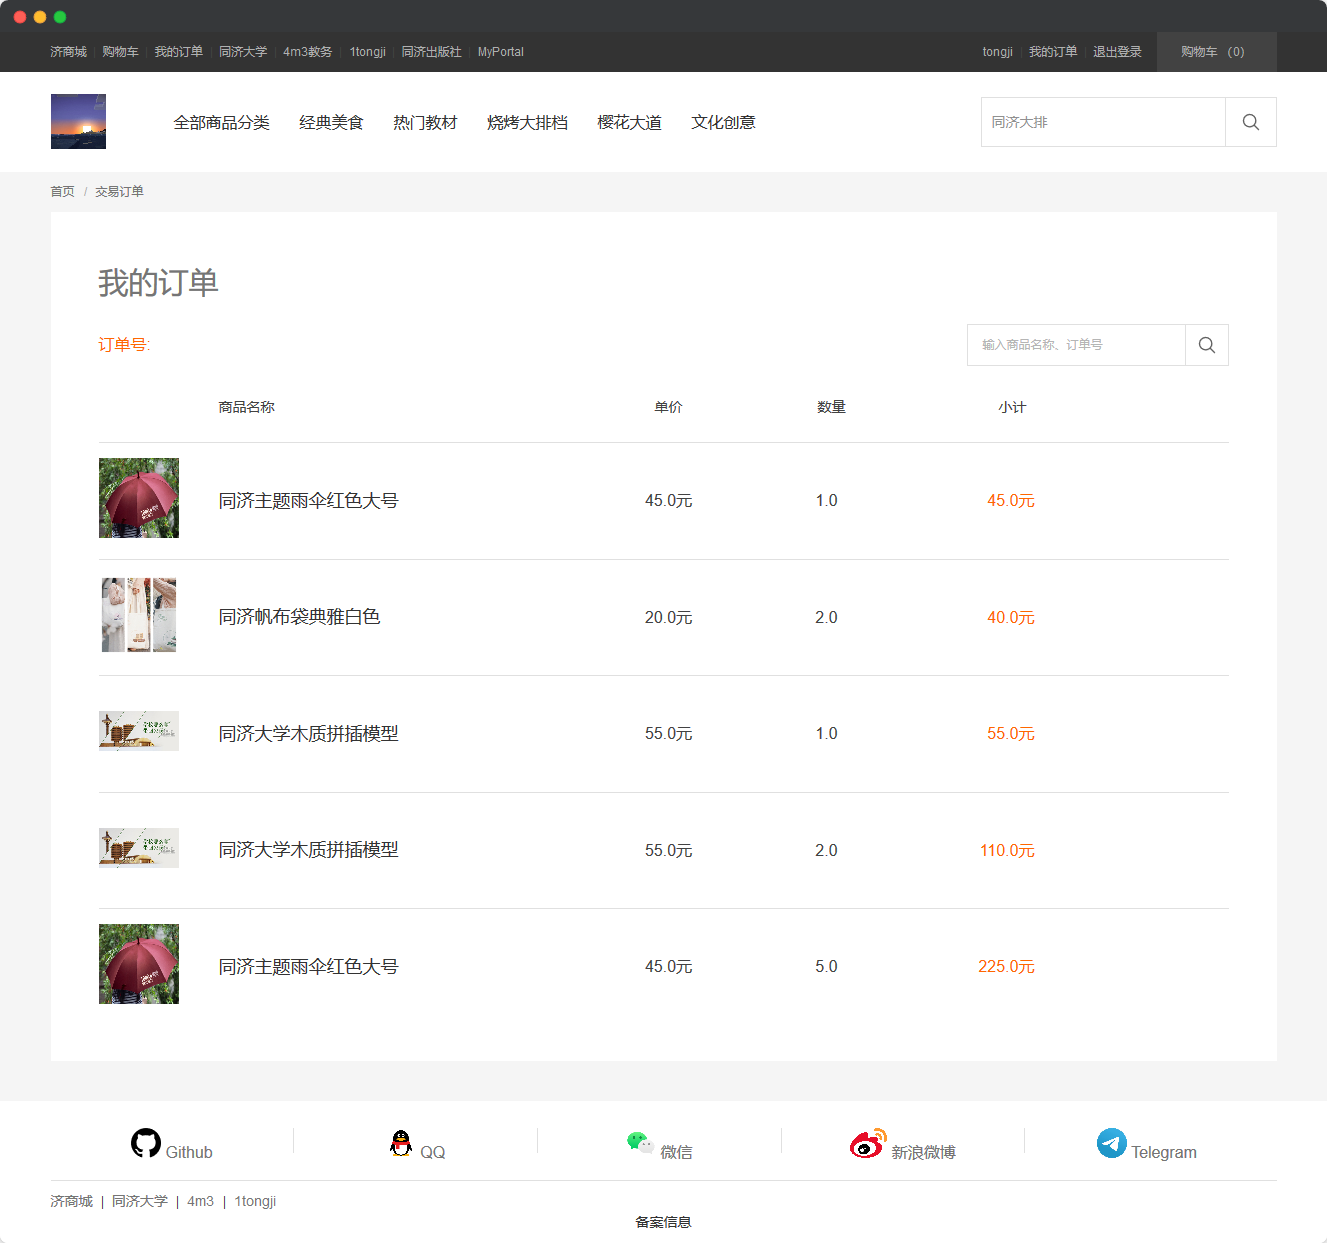 济商城 购物车 我的订单 同济大学 4m3教务 1tongji 同济出版社 MyPortal tongji 我的订单 退出登录 购物车 (0)
全部商品分类 经典美食 热门教材 烧烤大排档 樱花大道 文化创意 同济大排
首页 / 交易订单
我的订单
订单号: 输入商品名称、订单号
商品名称 单价 数量 小计
同济主题雨伞红色大号 45.0元 1.0 45.0元
同济帆布袋典雅白色 20.0元 2.0 40.0元
同济大学木质拼插模型 55.0元 1.0 55.0元
同济大学木质拼插模型 55.0元 2.0 110.0元
同济主题雨伞红色大号 45.0元 5.0 225.0元
Github QQ 微信 新浪微博 Telegram
济商城 | 同济大学 | 4m3 | 1tongji
备案信息